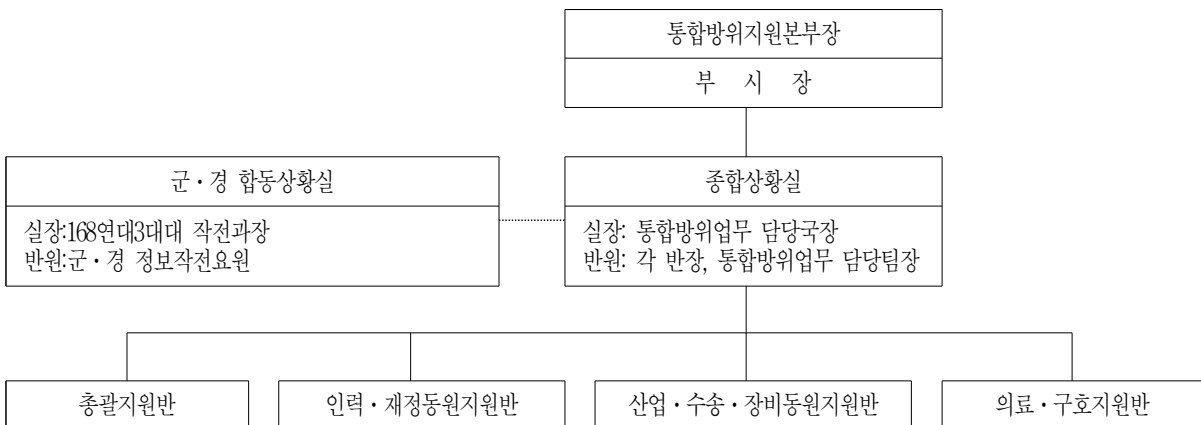 통합방위지원본부장
부 시 장
군・경 합동상황실
실장:168연대3대대 작전과장
반원:군・경 정보작전요원
종합상황실
실장: 통합방위업무 담당국장
반원: 각 반장, 통합방위업무 담당팀장
총괄지원반
인력・재정동원지원반
산업・수송・장비동원지원반
의료・구호지원반